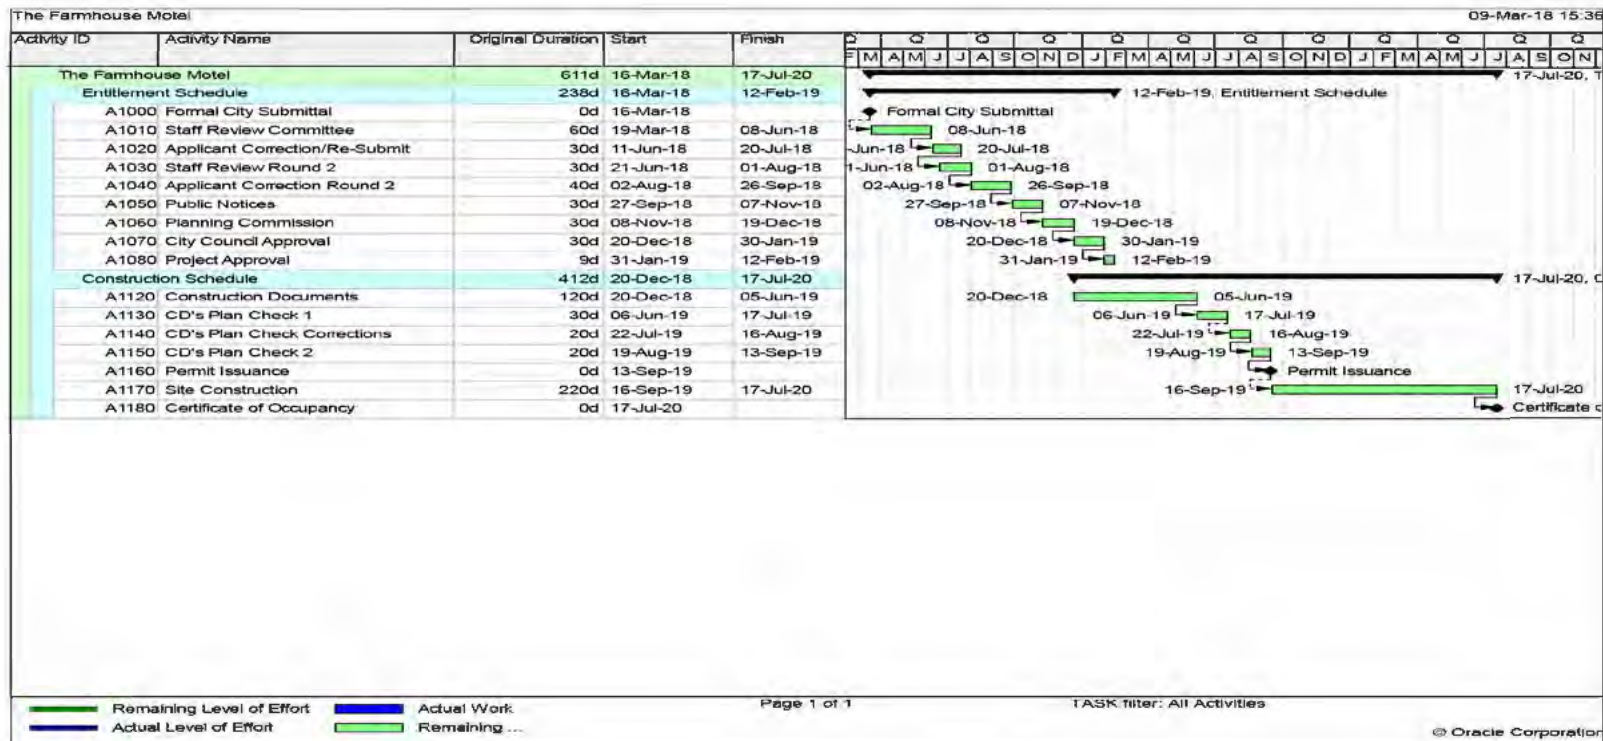 The Farmhouse Motel 09-Mar-18 15:36
Activity ID Activity Name Original Duration Start Finish Q Q Q Q Q Q Q Q Q Q Q
F M A M J J A S O N D J F M A M J J A S O N D J F M A M J J A S O N
The Farmhouse Motel 611d 16-Mar-18 17-Jul-20 17-Jul-20, T
Entitlement Schedule 238d 16-Mar-18 12-Feb-19 12-Feb-19, Entitlement Schedule
A1000 Formal City Submittal 0d 16-Mar-18 Formal City Submittal
A1010 Staff Review Committee 60d 19-Mar-18 08-Jun-18 08-Jun-18
A1020 Applicant Correction/Re-Submit 30d 11-Jun-18 20-Jul-18 -Jun-18 20-Jul-18
A1030 Staff Review Round 2 30d 21-Jun-18 01-Aug-18 1-Jun-18 01-Aug-18
A1040 Applicant Correction Round 2 40d 02-Aug-18 26-Sep-18 02-Aug-18 26-Sep-18
A1050 Public Notices 30d 27-Sep-18 07-Nov-18 27-Sep-18 07-Nov-18
A1060 Planning Commission 30d 08-Nov-18 19-Dec-18 08-Nov-18 19-Dec-18
A1070 City Council Approval 30d 20-Dec-18 30-Jan-19 20-Dec-18 30-Jan-19
A1080 Project Approval 9d 31-Jan-19 12-Feb-19 31-Jan-19 12-Feb-19
Construction Schedule 412d 20-Dec-18 17-Jul-20 17-Jul-20, C
A1120 Construction Documents 120d 20-Dec-18 05-Jun-19 20-Dec-18 05-Jun-19
A1130 CD's Plan Check 1 30d 06-Jun-19 17-Jul-19 06-Jun-19 17-Jul-19
A1140 CD's Plan Check Corrections 20d 22-Jul-19 16-Aug-19 22-Jul-19 16-Aug-19
A1150 CD's Plan Check 2 20d 19-Aug-19 13-Sep-19 19-Aug-19 13-Sep-19
A1160 Permit Issuance 0d 13-Sep-19 Permit Issuance
A1170 Site Construction 220d 16-Sep-19 17-Jul-20 16-Sep-19 17-Jul-20
A1180 Certificate of Occupancy 0d 17-Jul-20 Certificate
Remaining Level of Effort Actual Work Page 1 of 1 TASK filter: All Activities
Actual Level of Effort Remaining ...
© Oracle Corporation